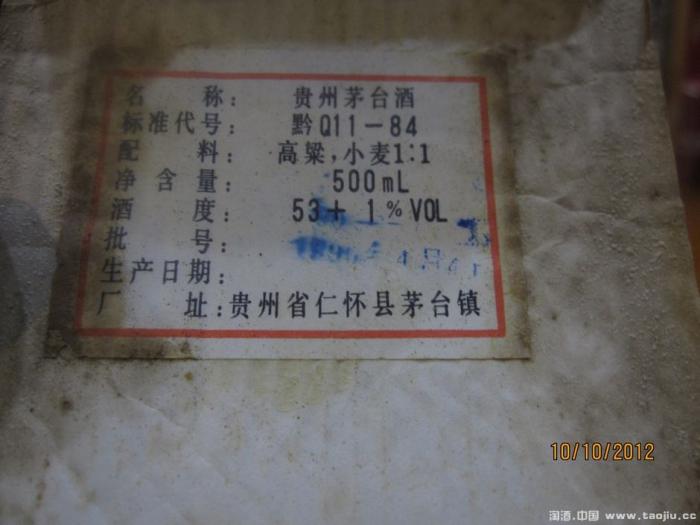 名 称: 贵州茅台酒
标准代号: 黔Q11-84
配 料: 高粱,小麦1:1
净 含 量: 500mL
酒 度: 53+ 1%VOL
批 号:
生产日期:
厂 址:贵州省仁怀县茅台镇
10/10/2012
淘酒.中国 www.taojiu.cn